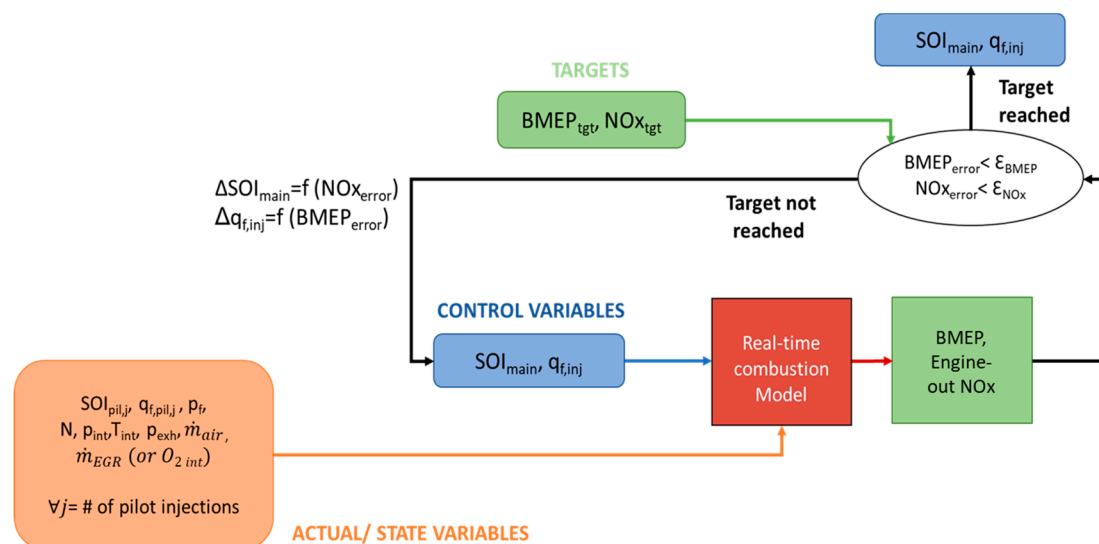 SOImain, qf,inj
TARGETS
Target
reached
BMEPtgt, NOxtgt
BMEPerror< ƐBMEP
NOxerror< ƐNOx
ΔSOImain=f (NOxerror)
Δqf,inj=f (BMEPerror)
Target not
reached
CONTROL VARIABLES
SOImain, qf,inj
Real-time
combustion
Model
BMEP,
Engine-
out NOx
SOIpil,j, qf,pil,j , pf,
N, pint,Tint, pexh, ṁair,
ṁEGR (or O2 int)
∀j= # of pilot injections
ACTUAL/ STATE VARIABLES